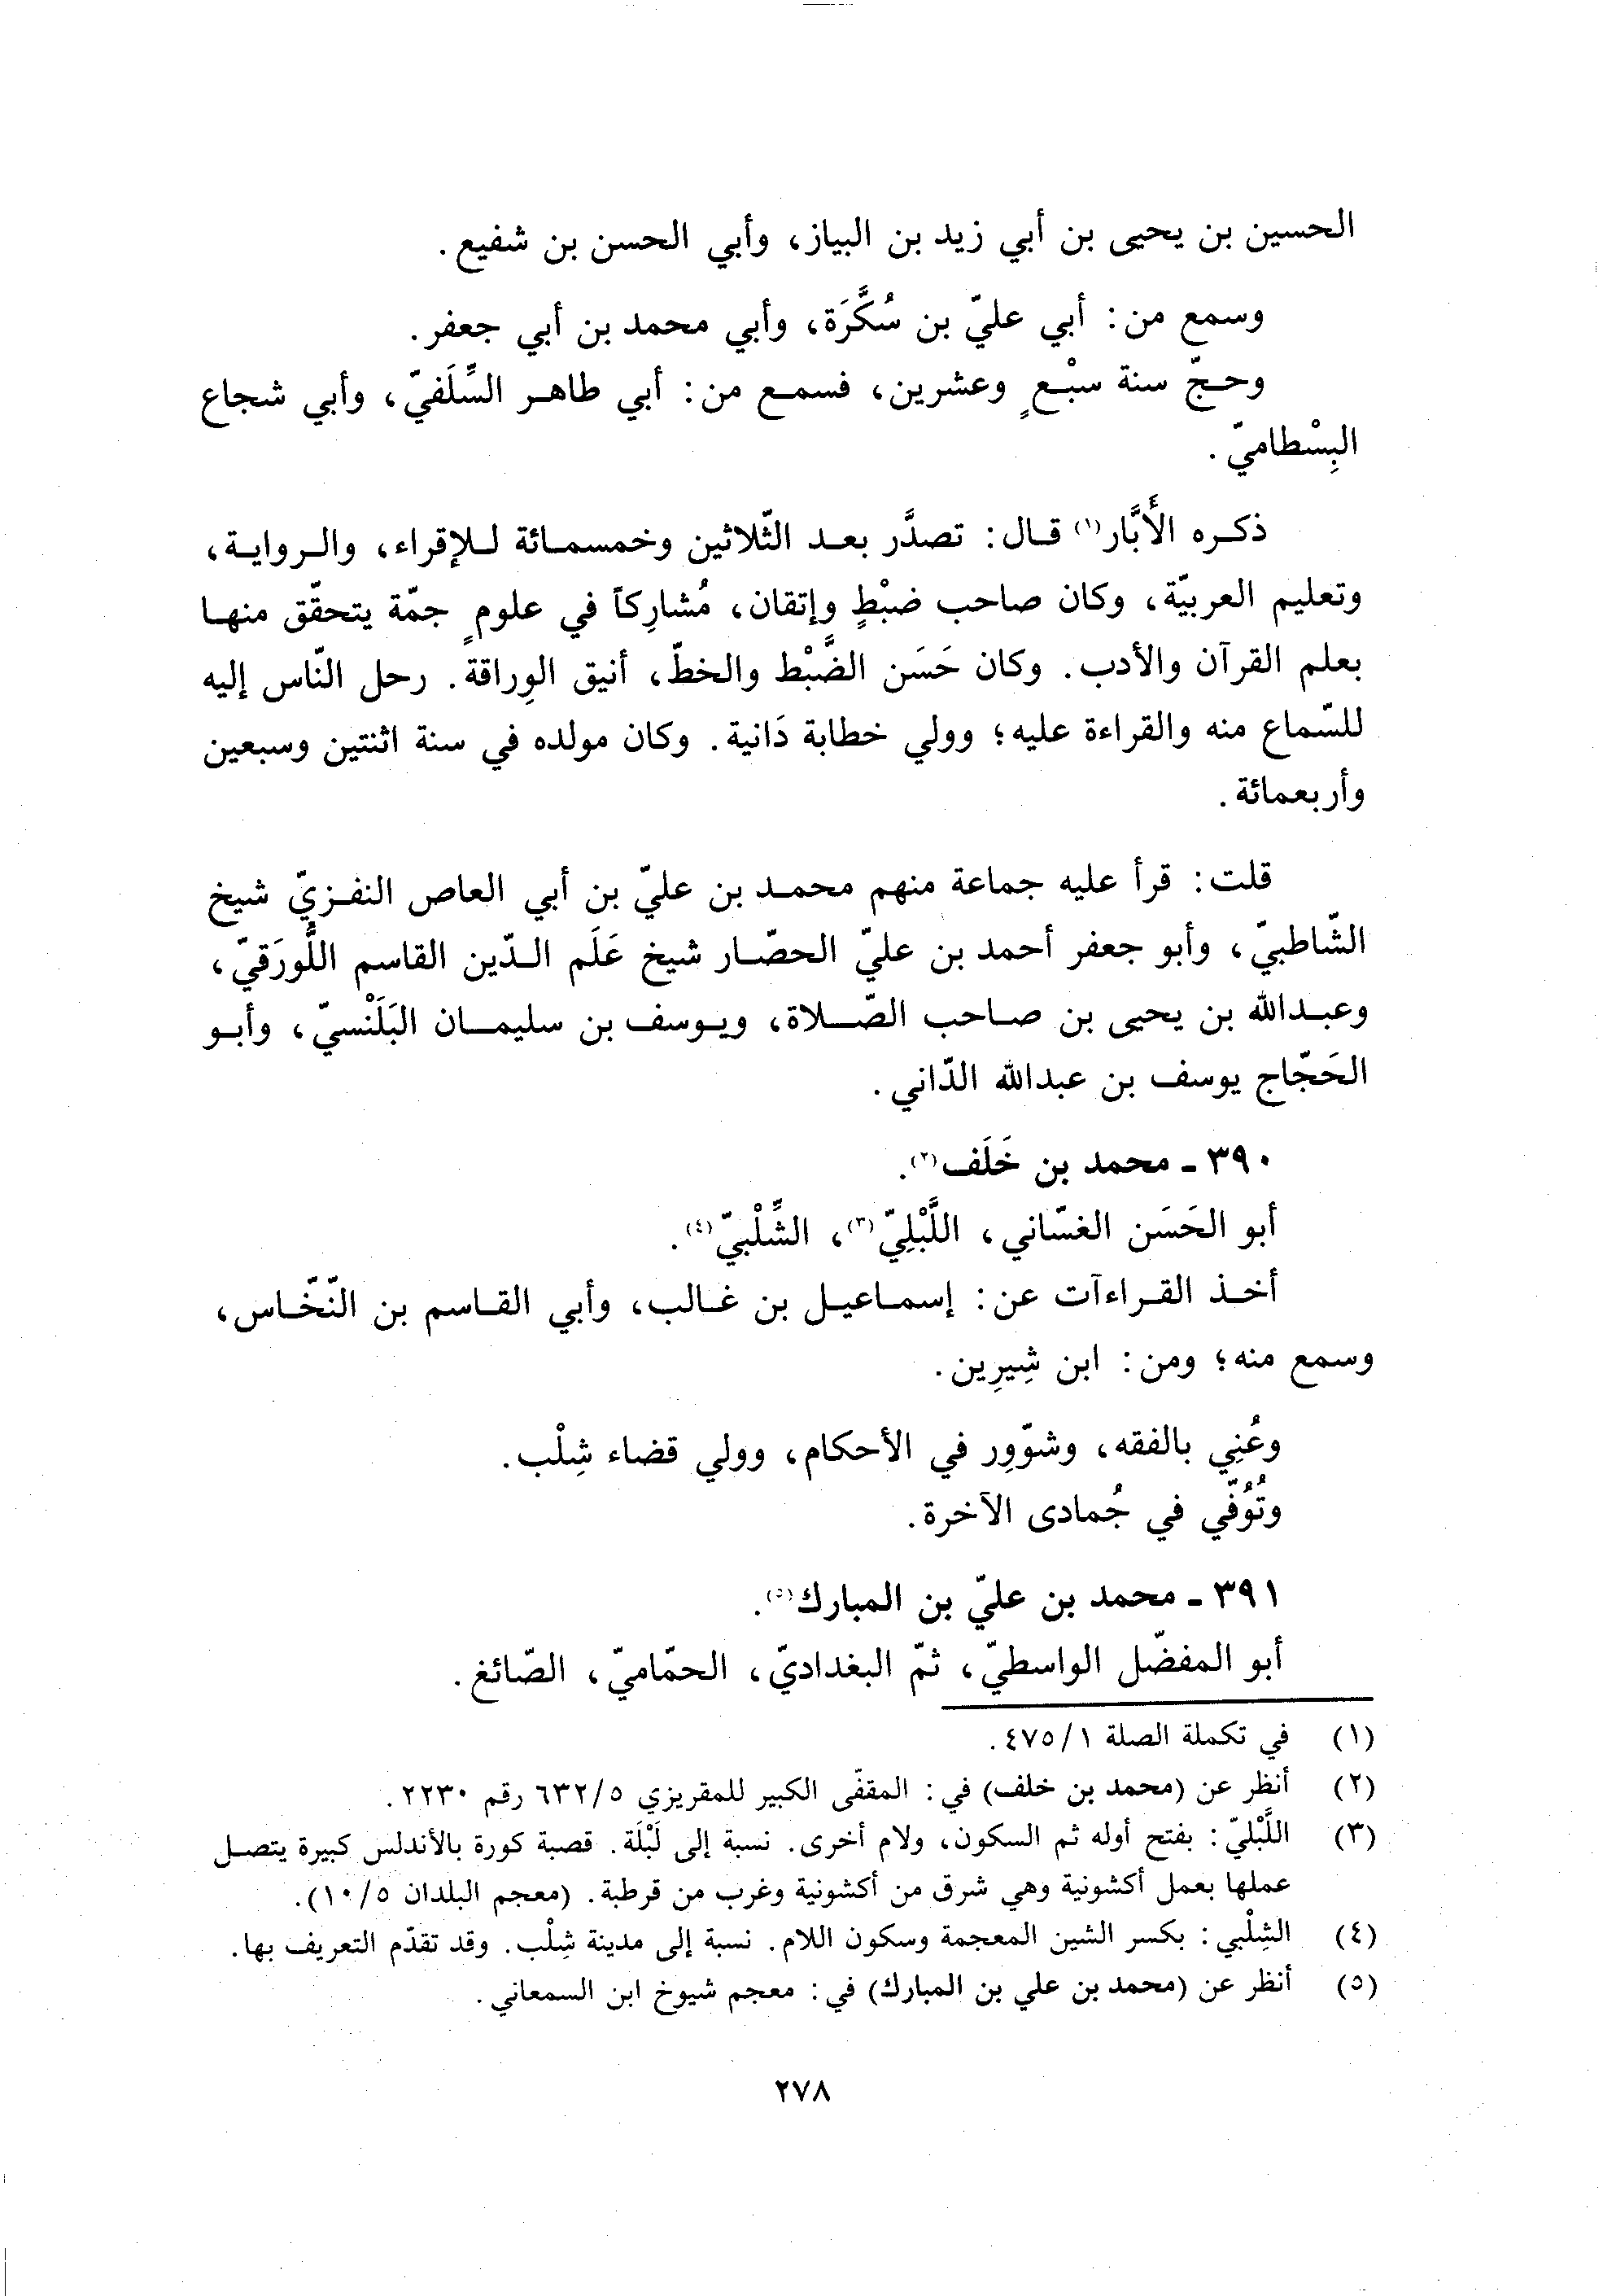 الحسين بن يحيى بن أبي زيد بن البياز، وأبي الحسن بن شفيع.
وسمع من: أبي عليّ بن سُكَّرَة، وأبي محمد بن أبي جعفر.
وحجّ سنة سبْعٍ وعشرين، فسمع من: أبي طاهر السِّلَفيّ، وأبي شجاع
البِسْطاميّ.
ذكره الأَبَّار(١) قال: تصدَّر بعد الثّلاثين وخمسمائة للإقراء، والرواية،
وتعليم العربيّة، وكان صاحب ضبْطٍ وإتقان، مُشارِكاً في علومٍ جمّة يتحقّق منها
بعلم القرآن والأدب. وكان حَسَن الضَّبْط والخطّ، أنيق الوِراقة. رحل النّاس إليه
للسّماع منه والقراءة عليه؛ وولي خطابة دَانية. وكان مولده في سنة اثنتين وسبعين
وأربعمائة.
قلت: قرأ عليه جماعة منهم محمد بن عليّ بن أبي العاص النفزيّ شيخ
الشّاطبيّ، وأبو جعفر أحمد بن عليّ الحصّار شيخ عَلَم الدّين القاسم اللُّورَقيّ،
وعبدالله بن يحيى بن صاحب الصّلاة، ويوسف بن سليمان البَلَنْسيّ، وأبو
الحَجّاج يوسف بن عبدالله الدّاني.
٣٩٠ ـ محمد بن خَلَف(٢).
أبو الحَسَن الغسّاني، اللَّبْلِيّ(٣)، الشِّلْبيّ(٤).
أخذ القراءآت عن: إسماعيل بن غالب، وأبي القاسم بن النّخّاس،
وسمع منه؛ ومن: ابن شِيرِين.
وعُنِي بالفقه، وشوّوِر في الأحكام، وولي قضاء شِلْب.
وتُوُفّي في جُمادى الآخرة.
٣٩١ ـ محمد بن عليّ بن المبارك(٥).
أبو المفضّل الواسطيّ، ثمّ البغداديّ، الحمّاميّ، الصّائغ.
(١) في تكملة الصلة ٤٧٥/١.
(٢) أنظر عن (محمد بن خلف) في: المقفّى الكبير للمقريزي ٦٣٢/٥ رقم ٢٢٣٠.
(٣) اللَّبْليّ: بفتح أوله ثم السكون، ولام أخرى. نسبة إلى لَبْلَة. قصبة كورة بالأندلس كبيرة يتصل
عملها بعمل أكشونية وهي شرق من أكشونية وغرب من قرطبة. (معجم البلدان ١٠/٥).
(٤) الشِلْبي: بكسر الشين المعجمة وسكون اللام. نسبة إلى مدينة شِلْب. وقد تقدّم التعريف بها.
(٥) أنظر عن (محمد بن علي بن المبارك) في: معجم شيوخ ابن السمعاني.
٢٧٨